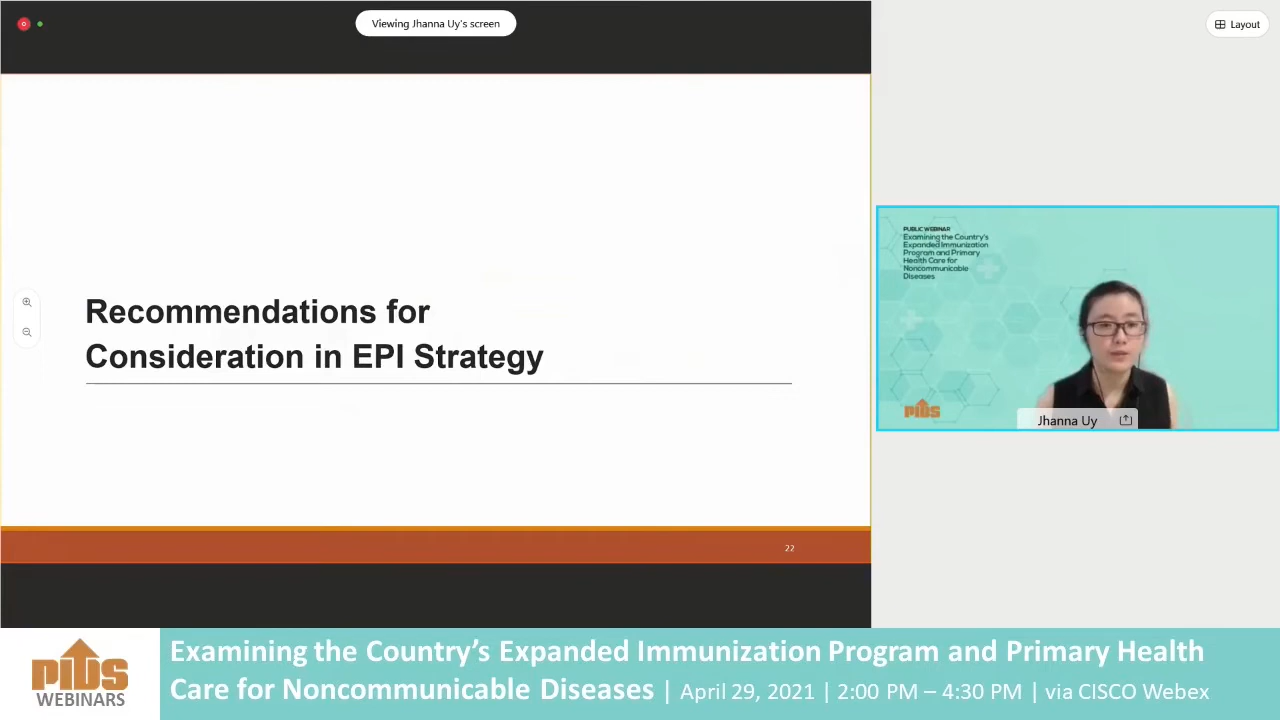 Viewing Jhanna Uy's screen
Layout
Recommendations for
Consideration in EPI Strategy
22
PUBLIC WEBINAR
Examining the Country's
Expanded Immunization
Program and Primary
Health Care for
Noncommunicable
Diseases
PIDS
Jhanna Uy
PIDS
WEBINARS
Examining the Country's Expanded Immunization Program and Primary Health
Care for Noncommunicable Diseases | April 29, 2021 | 2:00 PM – 4:30 PM | via CISCO Webex